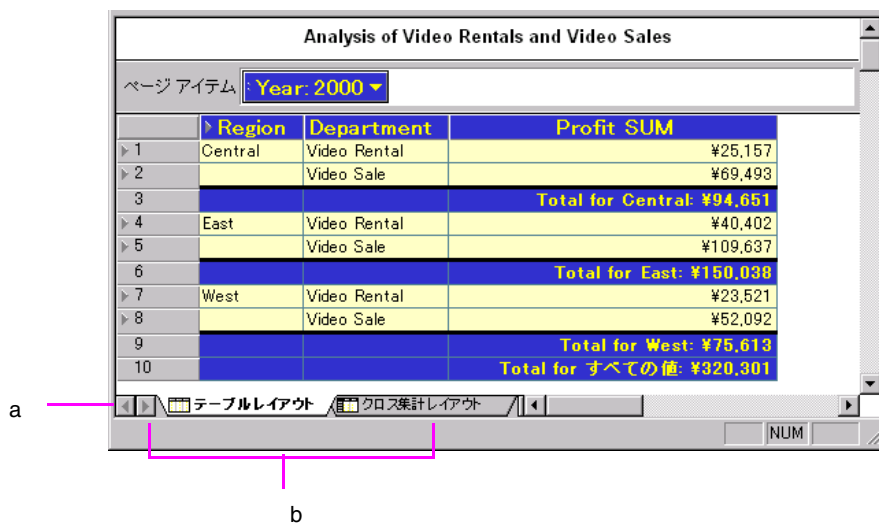 Analysis of Video Rentals and Video Sales
ページ アイテム Year: 2000
Region Department Profit SUM
1 Central Video Rental ¥25,157
2 Video Sale ¥69,493
3 Total for Central: ¥94,651
4 East Video Rental ¥40,402
5 Video Sale ¥109,637
6 Total for East: ¥150,038
7 West Video Rental ¥23,521
8 Video Sale ¥52,092
9 Total for West: ¥75,613
10 Total for すべての値: ¥320,301
a テーブルレイアウト クロス集計レイアウト
NUM
b